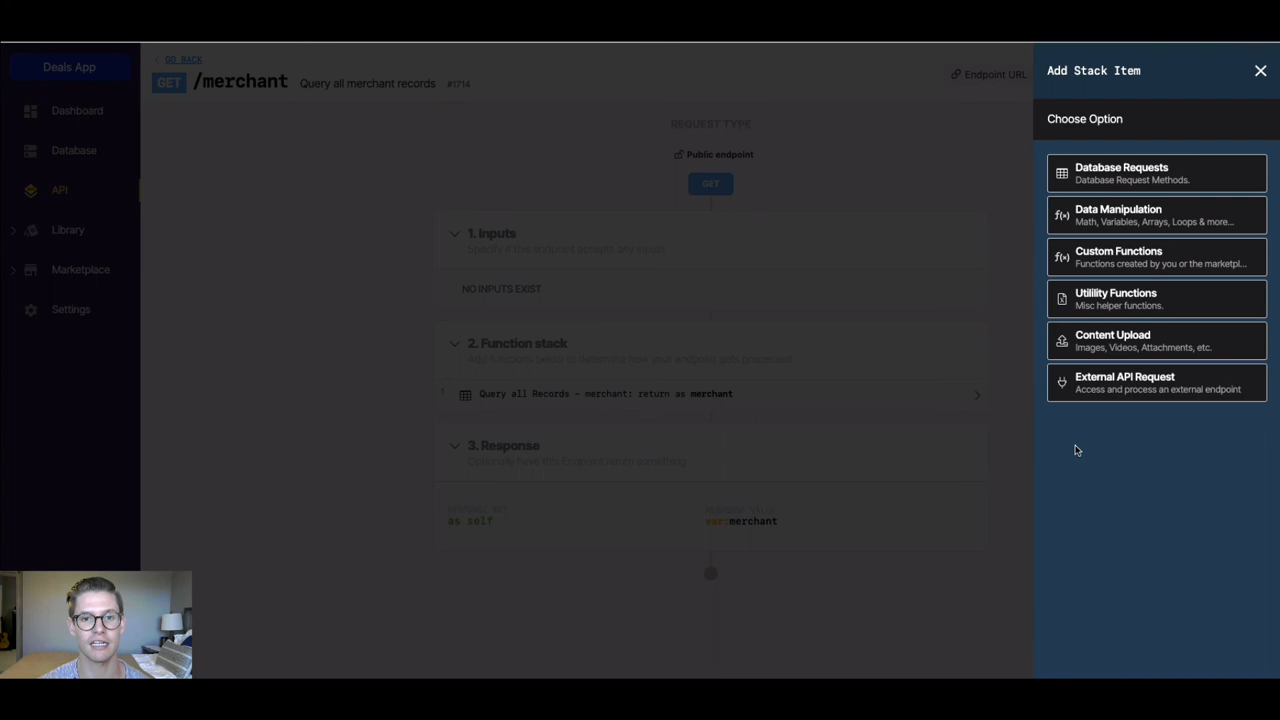 Deals App
Dashboard
Database
API
Library
Marketplace
Settings
GO BACK
GET /merchant Query all merchant records #1714
Endpoint URL
REQUEST TYPE
Public endpoint
GET
1. Inputs
Specify if this endpoint accepts any inputs
NO INPUTS EXIST
2. Function stack
Add functions below to determine how your endpoint gets processed
1 Query all Records - merchant: return as merchant
3. Response
Optionally have this Endpoint return something
RESPONSE KEY
as self
RESPONSE VALUE
var:merchant
Add Stack Item
Choose Option
Database Requests
Database Request Methods.
Data Manipulation
Math, Variables, Arrays, Loops & more...
Custom Functions
Functions created by you or the marketpl...
Utilility Functions
Misc helper functions.
Content Upload
Images, Videos, Attachments, etc.
External API Request
Access and process an external endpoint